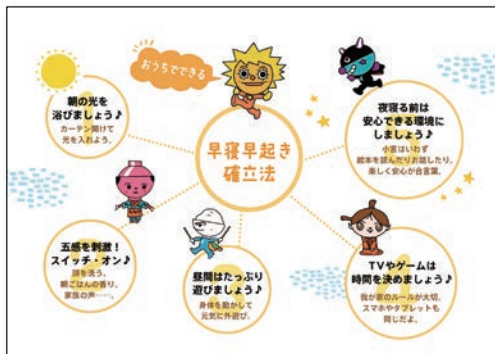 おうちでできる
早寝早起き
確立法
朝の光を
浴びましょう♪
カーテン開けて
光を入れよう。
夜寝る前は
安心できる環境に
しましょう♪
小言はいわず
絵本を読んだりお話したり。
楽しく安心が合言葉。
五感を刺激！
スイッチ・オン♪
顔を洗う、
朝ごはんの香り、
家族の声……。
昼間はたっぷり
遊びましょう♪
身体を動かして
元気に外遊び。
TVやゲームは
時間を決めましょう♪
我が家のルールが大切。
スマホやタブレットも
同じだよ。